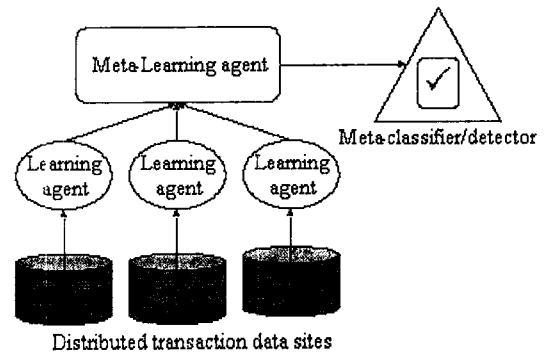 Meta-Learning agent
Meta-classifier/detector
Learning agent
Learning agent
Learning agent
Distributed transaction data sites